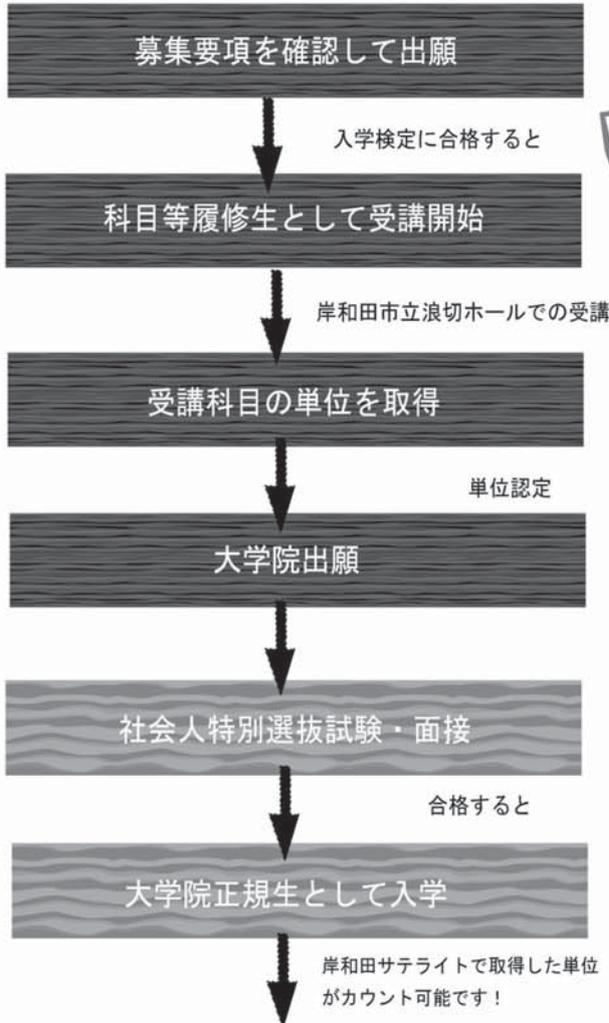 募集要項を確認して出願
入学検定に合格すると
科目等履修生として受講開始
岸和田市立浪切ホールでの受講
受講科目の単位を取得
単位認定
大学院出願
社会人特別選抜試験・面接
合格すると
大学院正規生として入学
岸和田サテライトで取得した単位
がカウント可能です！